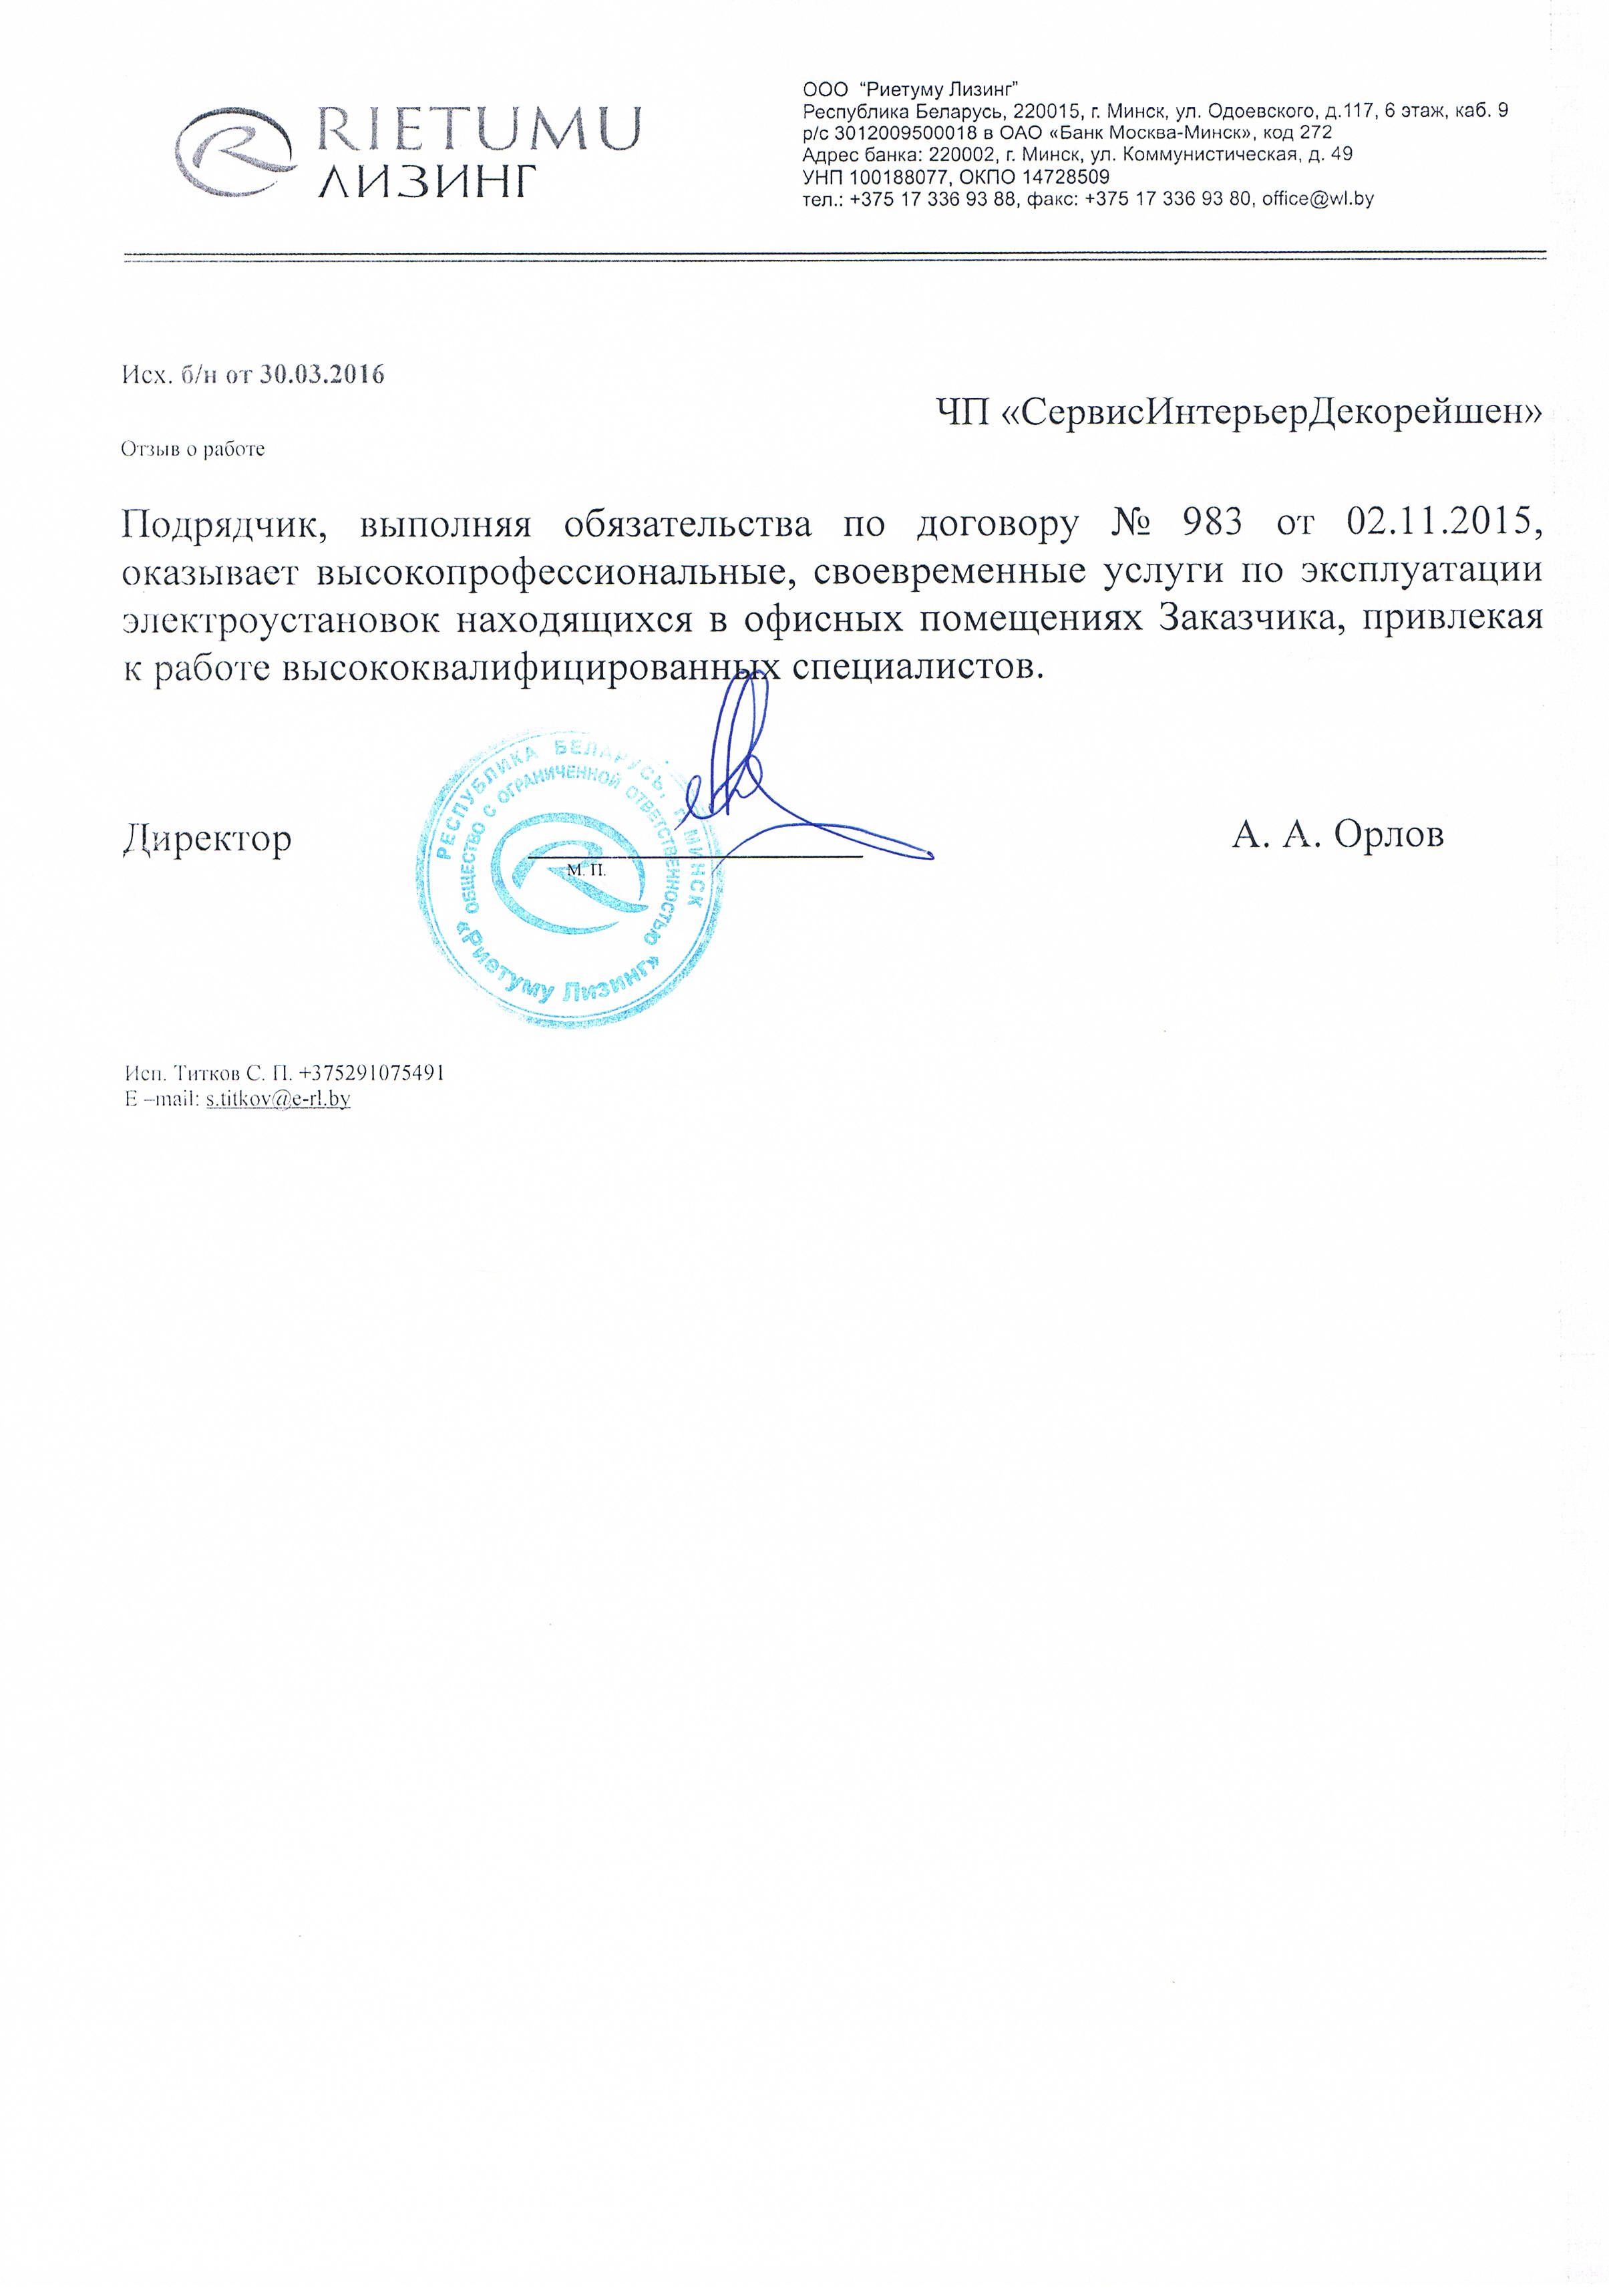 RIETUMU
ЛИЗИНГ
ООО "Риетуму Лизинг"
Республика Беларусь, 220015, г. Минск, ул. Одоевского, д.117, 6 этаж, каб. 9
р/с 3012009500018 в ОАО «Банк Москва-Минск», код 272
Адрес банка: 220002, г. Минск, ул. Коммунистическая, д. 49
УНП 100188077, ОКПО 14728509
тел.: +375 17 336 93 88, факс: +375 17 336 93 80, office@wl.by
Исх. б/н от 30.03.2016
ЧП «СервисИнтерьерДекорейшен»
Отзыв о работе
Подрядчик, выполняя обязательства по договору № 983 от 02.11.2015,
оказывает высокопрофессиональные, своевременные услуги по эксплуатации
электроустановок находящихся в офисных помещениях Заказчика, привлекая
к работе высококвалифицированных специалистов.
Директор
А. А. Орлов
М. П.
РЕСПУБЛИКА БЕЛАРУСЬ, г. МИНСК
ОБЩЕСТВО С ОГРАНИЧЕННОЙ ОТВЕТСТВЕННОСТЬЮ
«Риетуму Лизинг»
Исп. Титков С. П. +375291075491
E –mail: s.titkov@e-rl.by